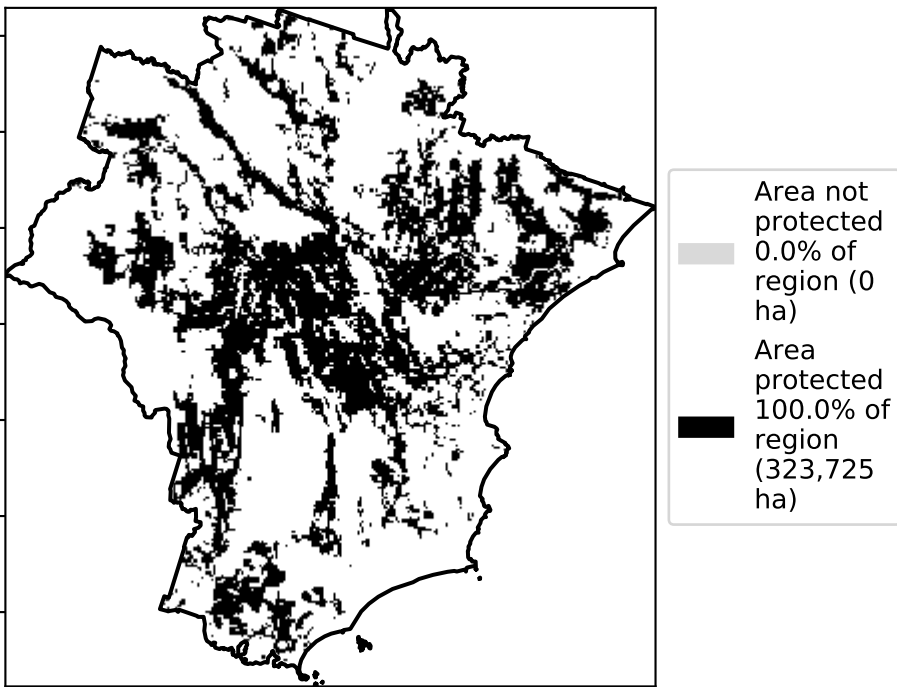 Area not
protected
0.0% of
region (0
ha)
Area
protected
100.0% of
region
(323,725
ha)